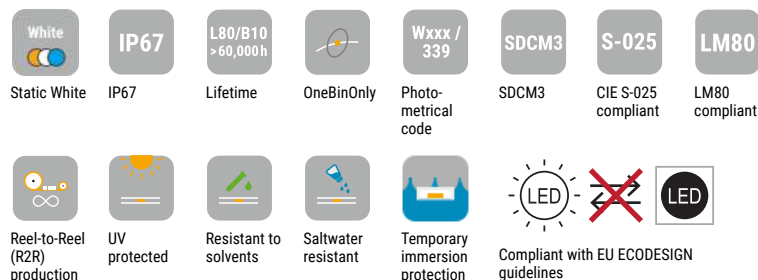 White
IP67
L80/B10
>60,000h
Wxxx /
339
SDCM3
S-025
LM80
Static White
IP67
Lifetime
OneBinOnly
Photo-
metrical
code
SDCM3
CIE S-025
compliant
LM80
compliant
LED
LED
Reel-to-Reel
(R2R)
production
UV
protected
Resistant to
solvents
Saltwater
resistant
Temporary
immersion
protection
Compliant with EU ECODESIGN
guidelines